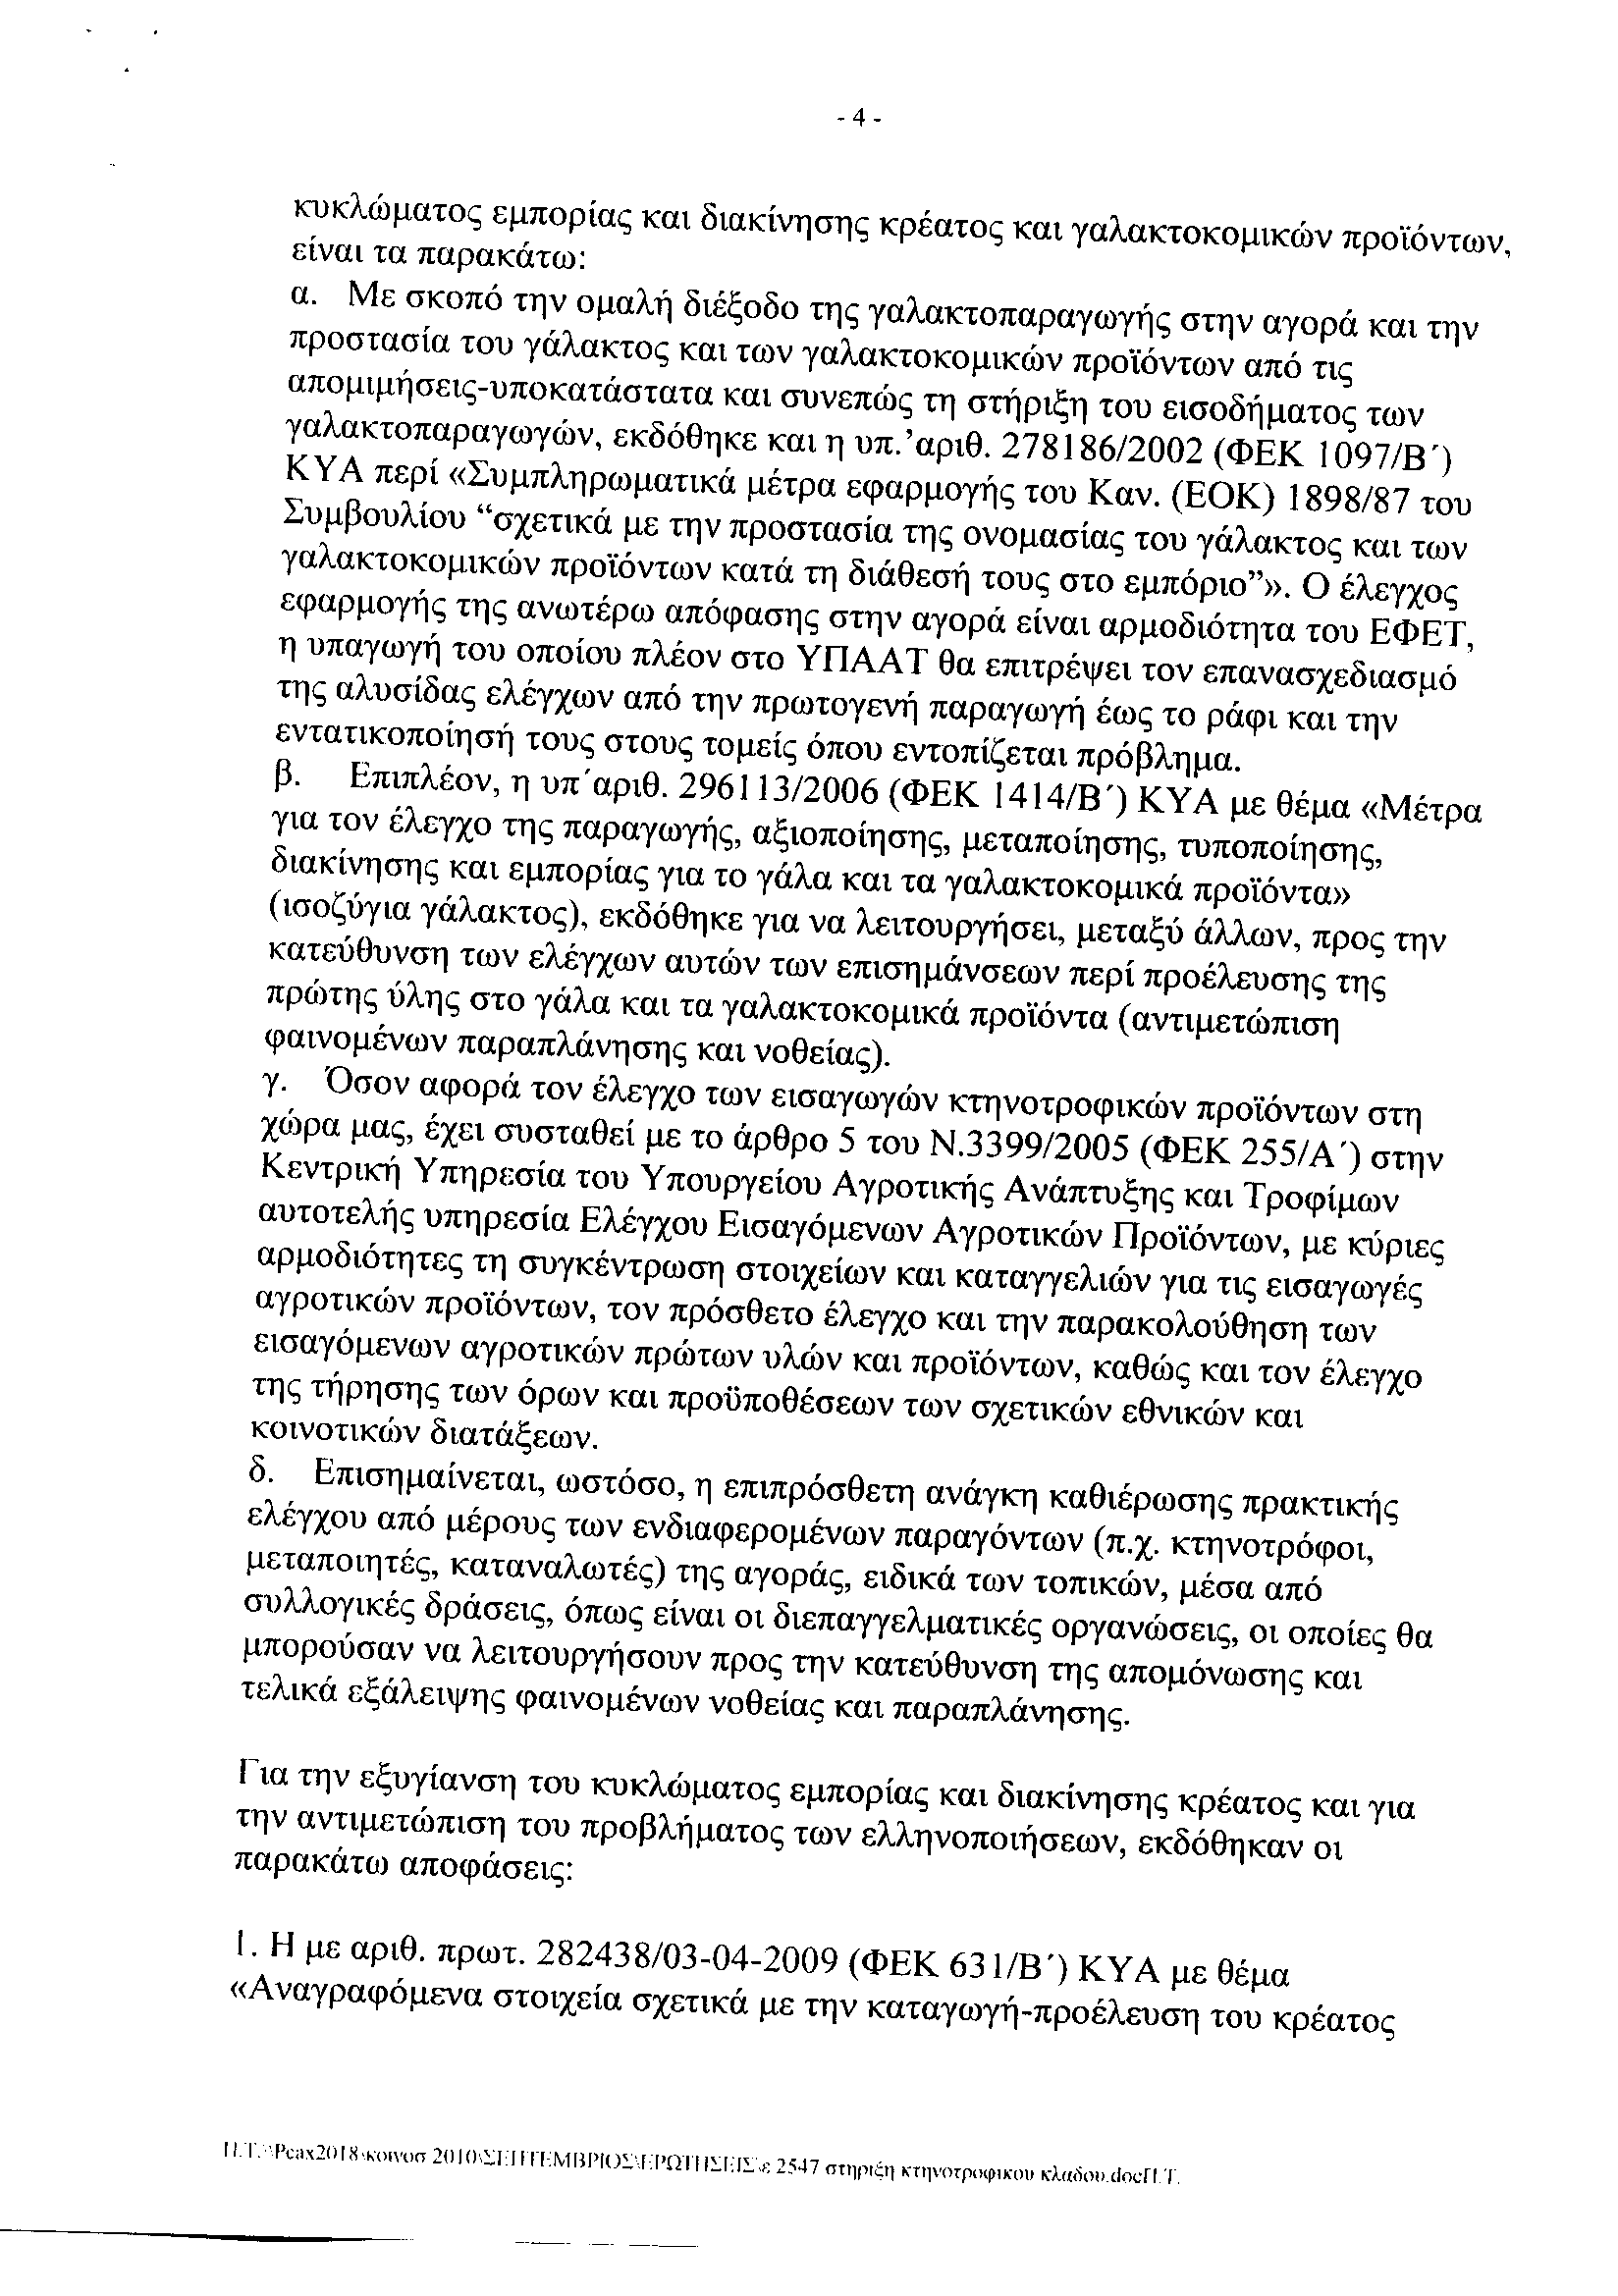 - 4 -
κυκλώματος εμπορίας και διακίνησης κρέατος και γαλακτοκομικών προϊόντων,
είναι τα παρακάτω:
α. Με σκοπό την ομαλή διέξοδο της γαλακτοπαραγωγής στην αγορά και την
προστασία του γάλακτος και των γαλακτοκομικών προϊόντων από τις
απομιμήσεις-υποκατάστατα και συνεπώς τη στήριξη του εισοδήματος των
γαλακτοπαραγωγών, εκδόθηκε και η υπ.’αριθ. 278186/2002 (ΦΕΚ 1097/Β΄)
ΚΥΑ περί «Συμπληρωματικά μέτρα εφαρμογής του Καν. (ΕΟΚ) 1898/87 του
Συμβουλίου “σχετικά με την προστασία της ονομασίας του γάλακτος και των
γαλακτοκομικών προϊόντων κατά τη διάθεσή τους στο εμπόριο”». Ο έλεγχος
εφαρμογής της ανωτέρω απόφασης στην αγορά είναι αρμοδιότητα του ΕΦΕΤ,
η υπαγωγή του οποίου πλέον στο ΥΠΑΑΤ θα επιτρέψει τον επανασχεδιασμό
της αλυσίδας ελέγχων από την πρωτογενή παραγωγή έως το ράφι και την
εντατικοποίησή τους στους τομείς όπου εντοπίζεται πρόβλημα.
β. Επιπλέον, η υπ΄αριθ. 296113/2006 (ΦΕΚ 1414/Β΄) ΚΥΑ με θέμα «Μέτρα
για τον έλεγχο της παραγωγής, αξιοποίησης, μεταποίησης, τυποποίησης,
διακίνησης και εμπορίας για το γάλα και τα γαλακτοκομικά προϊόντα»
(ισοζύγια γάλακτος), εκδόθηκε για να λειτουργήσει, μεταξύ άλλων, προς την
κατεύθυνση των ελέγχων αυτών των επισημάνσεων περί προέλευσης της
πρώτης ύλης στο γάλα και τα γαλακτοκομικά προϊόντα (αντιμετώπιση
φαινομένων παραπλάνησης και νοθείας).
γ. Όσον αφορά τον έλεγχο των εισαγωγών κτηνοτροφικών προϊόντων στη
χώρα μας, έχει συσταθεί με το άρθρο 5 του Ν.3399/2005 (ΦΕΚ 255/Α΄) στην
Κεντρική Υπηρεσία του Υπουργείου Αγροτικής Ανάπτυξης και Τροφίμων
αυτοτελής υπηρεσία Ελέγχου Εισαγόμενων Αγροτικών Προϊόντων, με κύριες
αρμοδιότητες τη συγκέντρωση στοιχείων και καταγγελιών για τις εισαγωγές
αγροτικών προϊόντων, τον πρόσθετο έλεγχο και την παρακολούθηση των
εισαγόμενων αγροτικών πρώτων υλών και προϊόντων, καθώς και τον έλεγχο
της τήρησης των όρων και προϋποθέσεων των σχετικών εθνικών και
κοινοτικών διατάξεων.
δ. Επισημαίνεται, ωστόσο, η επιπρόσθετη ανάγκη καθιέρωσης πρακτικής
ελέγχου από μέρους των ενδιαφερομένων παραγόντων (π.χ. κτηνοτρόφοι,
μεταποιητές, καταναλωτές) της αγοράς, ειδικά των τοπικών, μέσα από
συλλογικές δράσεις, όπως είναι οι διεπαγγελματικές οργανώσεις, οι οποίες θα
μπορούσαν να λειτουργήσουν προς την κατεύθυνση της απομόνωσης και
τελικά εξάλειψης φαινομένων νοθείας και παραπλάνησης.
Για την εξυγίανση του κυκλώματος εμπορίας και διακίνησης κρέατος και για
την αντιμετώπιση του προβλήματος των ελληνοποιήσεων, εκδόθηκαν οι
παρακάτω αποφάσεις:
1. Η με αριθ. πρωτ. 282438/03-04-2009 (ΦΕΚ 631/Β΄) ΚΥΑ με θέμα
«Αναγραφόμενα στοιχεία σχετικά με την καταγωγή-προέλευση του κρέατος
Π.Τ. \Pcax2018\κοινοσ 2010\ΣΕΠΤΕΜΒΡΙΟΣ\ΕΡΩΤΗΣΕΙΣ\ε 2547 στηριξη κτηνοτροφικου κλαδου.docΠ.Τ.